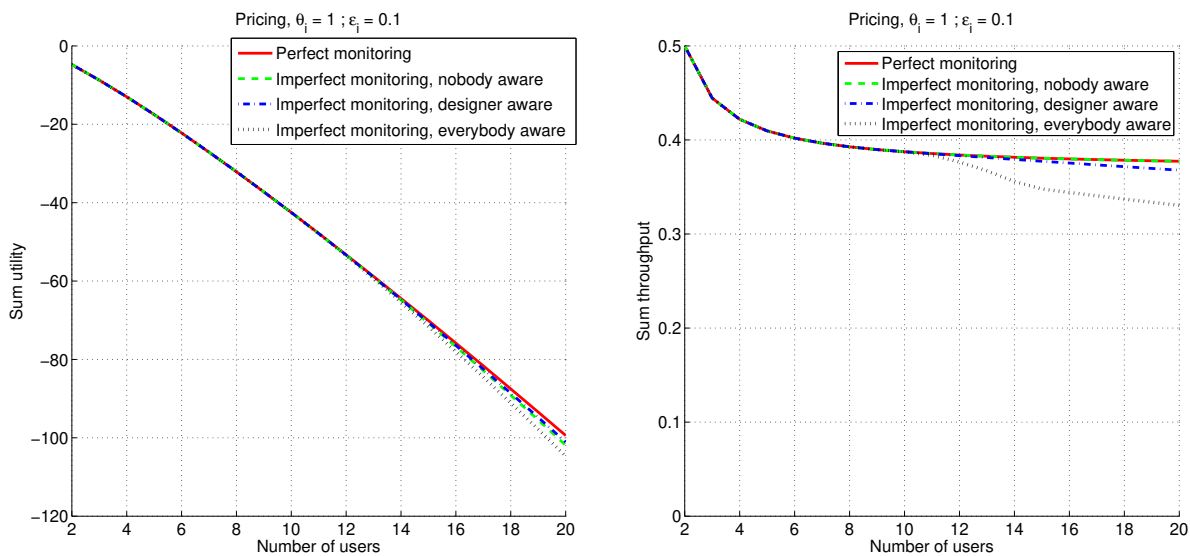 Pricing, θi = 1 ; εi = 0.1
Perfect monitoring
Imperfect monitoring, nobody aware
Imperfect monitoring, designer aware
Imperfect monitoring, everybody aware
Sum utility
0
−20
−40
−60
−80
−100
−120
2 4 6 8 10 12 14 16 18 20
Number of users
Pricing, θi = 1 ; εi = 0.1
Perfect monitoring
Imperfect monitoring, nobody aware
Imperfect monitoring, designer aware
Imperfect monitoring, everybody aware
Sum throughput
0.5
0.4
0.3
0.2
0.1
0
2 4 6 8 10 12 14 16 18 20
Number of users